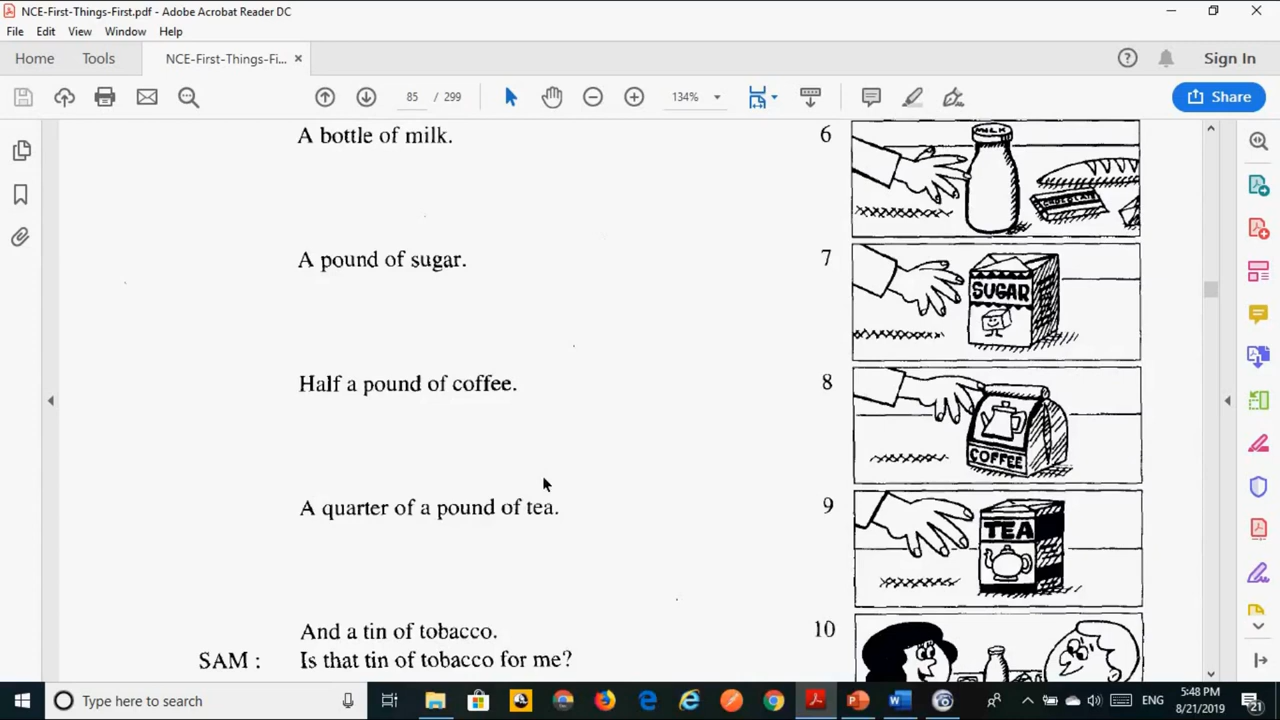 NCE-First-Things-First.pdf - Adobe Acrobat Reader DC
File Edit View Window Help
Home Tools NCE-First-Things-Fi... × Sign In
85 / 299 134% Share
A bottle of milk. 6
MILK
CHOCOLATE
A pound of sugar. 7
SUGAR
Half a pound of coffee. 8
COFFEE
A quarter of a pound of tea. 9
TEA
And a tin of tobacco. 10
SAM : Is that tin of tobacco for me?
Type here to search ENG 5:48 PM
8/21/2019 21